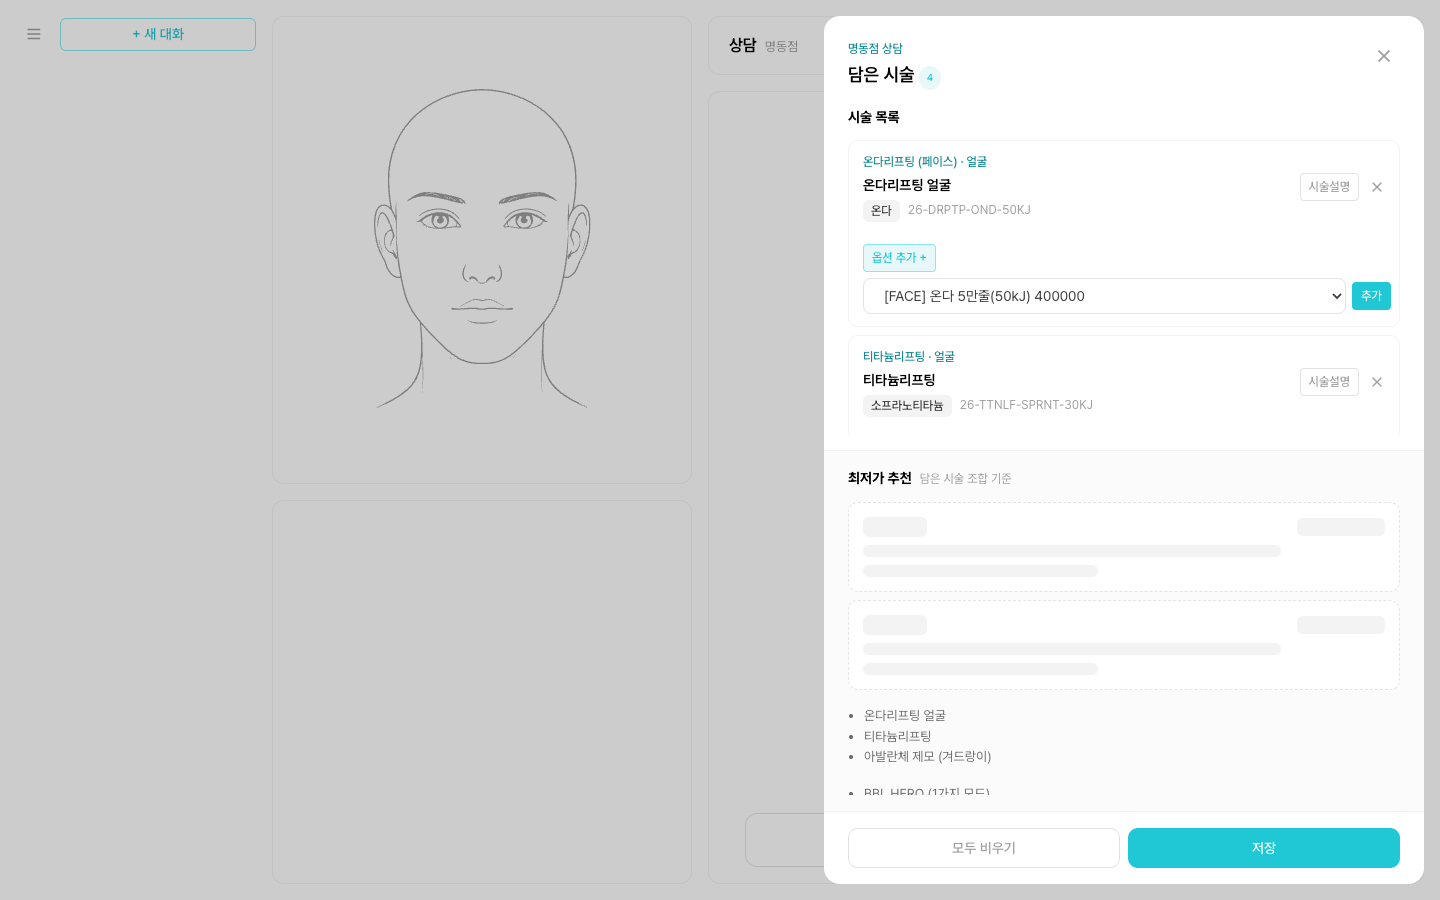 + 새 대화
상담 명동점
명동점 상담
담은 시술 4
시술 목록
온다리프팅 (페이스) · 얼굴
온다리프팅 얼굴
시술설명
온다 26-DRPTP-OND-50KJ
옵션 추가 +
[FACE] 온다 5만줄(50kJ) 400000
추가
티타늄리프팅 · 얼굴
티타늄리프팅
시술설명
소프라노티타늄 26-TTNLF-SPRNT-30KJ
최저가 추천 담은 시술 조합 기준
온다리프팅 얼굴
티타늄리프팅
아발란체 제모 (겨드랑이)
BBL HERO (1가지 모드)
모두 비우기
저장